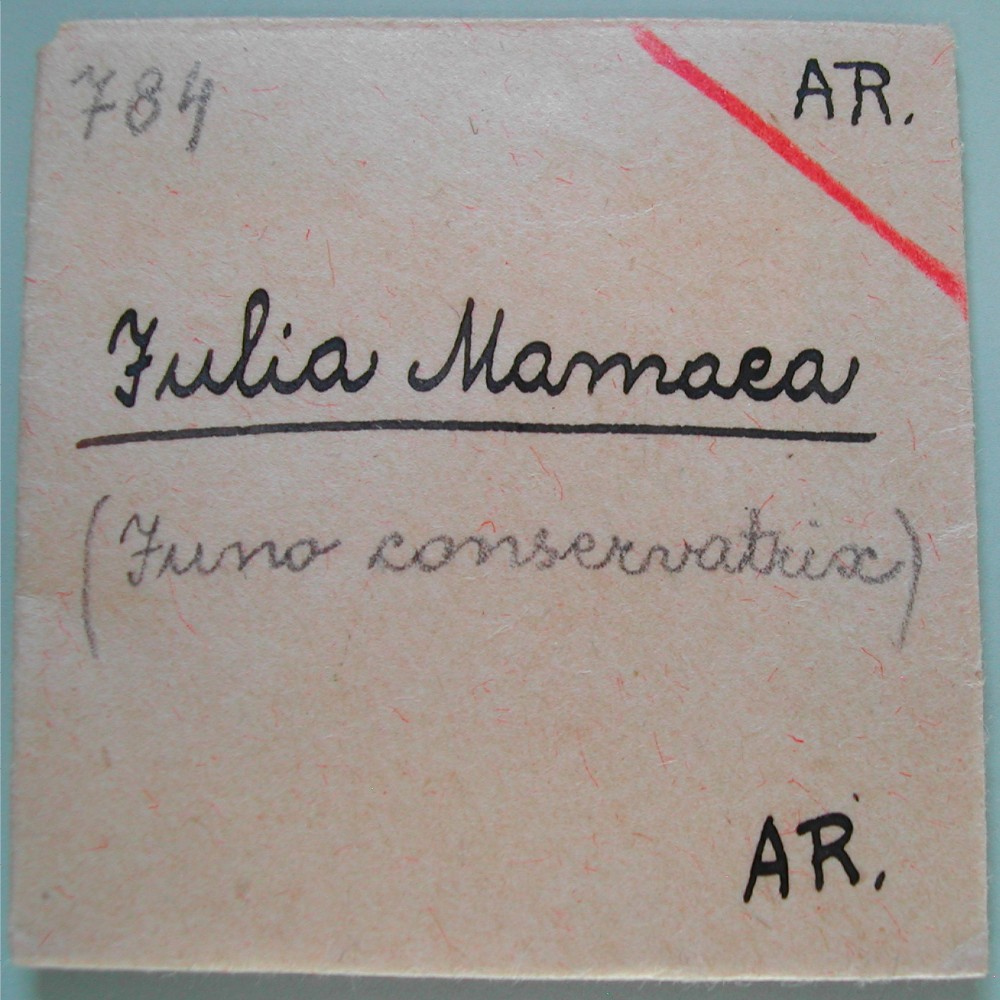 784
AR.
Julia Mamaea
(Juno conservatrix)
AR.